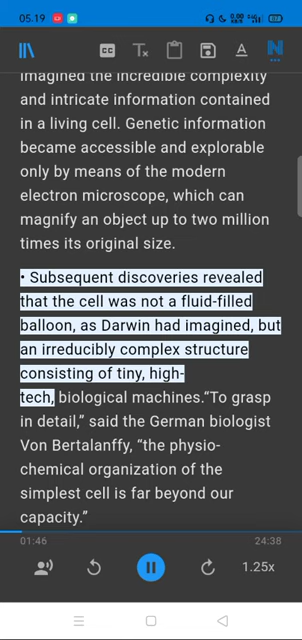 05.19
0.00
KB/s
CC
imagined the incredible complexity
and intricate information contained
in a living cell. Genetic information
became accessible and explorable
only by means of the modern
electron microscope, which can
magnify an object up to two million
times its original size.
• Subsequent discoveries revealed
that the cell was not a fluid-filled
balloon, as Darwin had imagined, but
an irreducibly complex structure
consisting of tiny, high-
tech, biological machines.“To grasp
in detail,” said the German biologist
Von Bertalanffy, “the physio-
chemical organization of the
simplest cell is far beyond our
capacity.”
01:46 24:38
1.25x